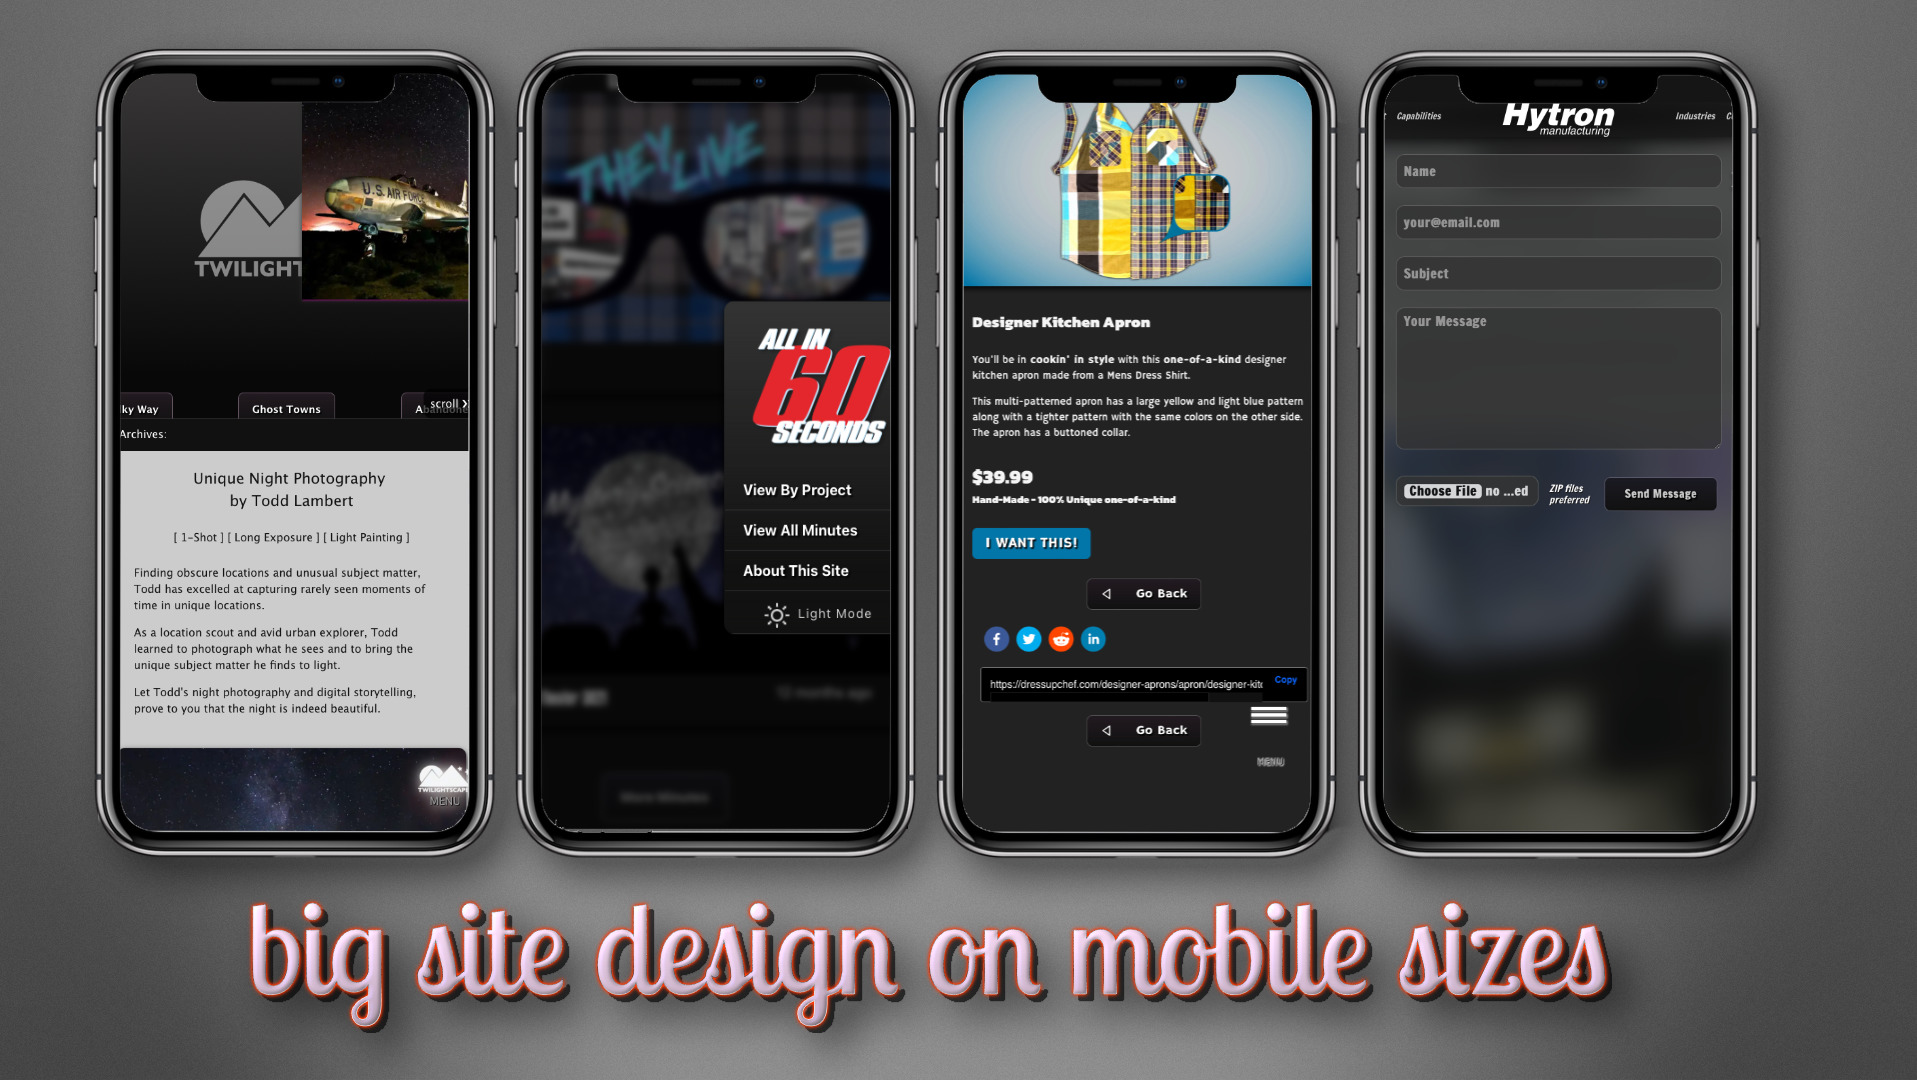 U.S. AIR FORCE
TWILIGHT
ky Way
Ghost Towns
scroll
Archives:
Unique Night Photography
by Todd Lambert
[ 1-Shot ] [ Long Exposure ] [ Light Painting ]
Finding obscure locations and unusual subject matter,
Todd has excelled at capturing rarely seen moments of
time in unique locations.
As a location scout and avid urban explorer, Todd
learned to photograph what he sees and to bring the
unique subject matter he finds to light.
Let Todd's night photography and digital storytelling,
prove to you that the night is indeed beautiful.
TWILIGHTSCAP
MENU
THEY LIVE
ALL IN
60
SECONDS
View By Project
View All Minutes
About This Site
Light Mode
12 months ago
More Minutes
Designer Kitchen Apron
You'll be in cookin' in style with this one-of-a-kind designer
kitchen apron made from a Mens Dress Shirt.
This multi-patterned apron has a large yellow and light blue pattern
along with a tighter pattern with the same colors on the other side.
The apron has a buttoned collar.
$39.99
Hand-Made - 100% Unique one-of-a-kind
I WANT THIS!
Go Back
https://dressupchef.com/designer-aprons/apron/designer-kitc
Copy
Go Back
MENU
Capabilities
Hytron
manufacturing
Industries
Name
your@email.com
Subject
Your Message
Choose File no ...ed
ZIP files
preferred
Send Message
big site design on mobile sizes